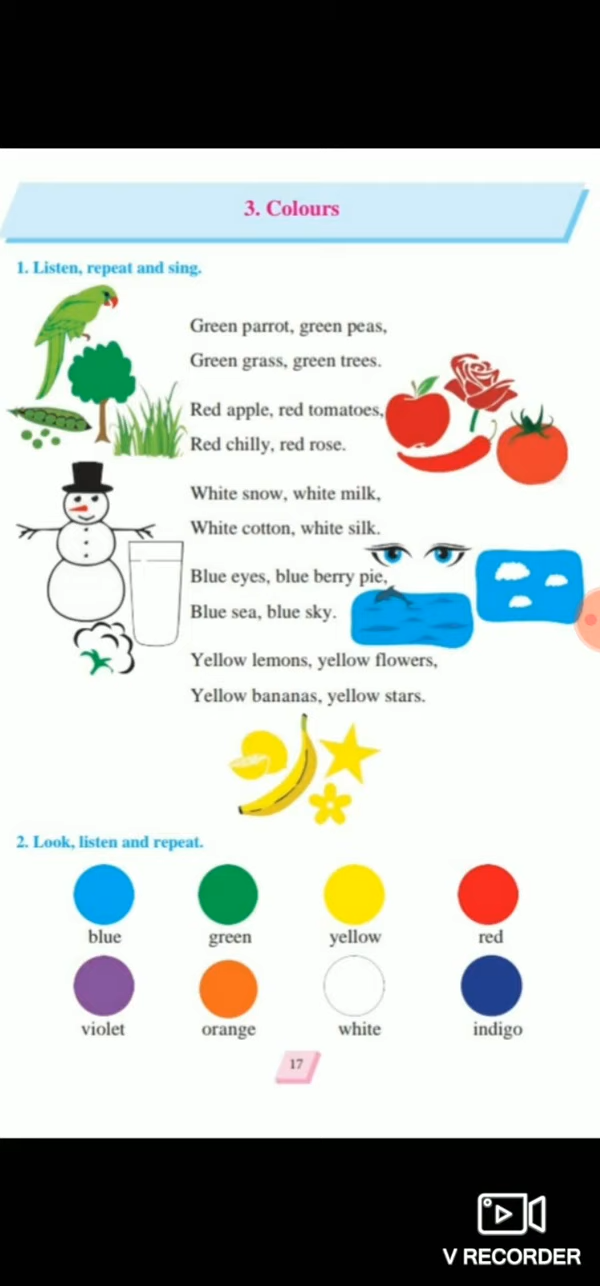 3. Colours
1. Listen, repeat and sing.
Green parrot, green peas,
Green grass, green trees.
Red apple, red tomatoes,
Red chilly, red rose.
White snow, white milk,
White cotton, white silk.
Blue eyes, blue berry pie,
Blue sea, blue sky.
Yellow lemons, yellow flowers,
Yellow bananas, yellow stars.
2. Look, listen and repeat.
blue green yellow red
violet orange white indigo
17
V RECORDER